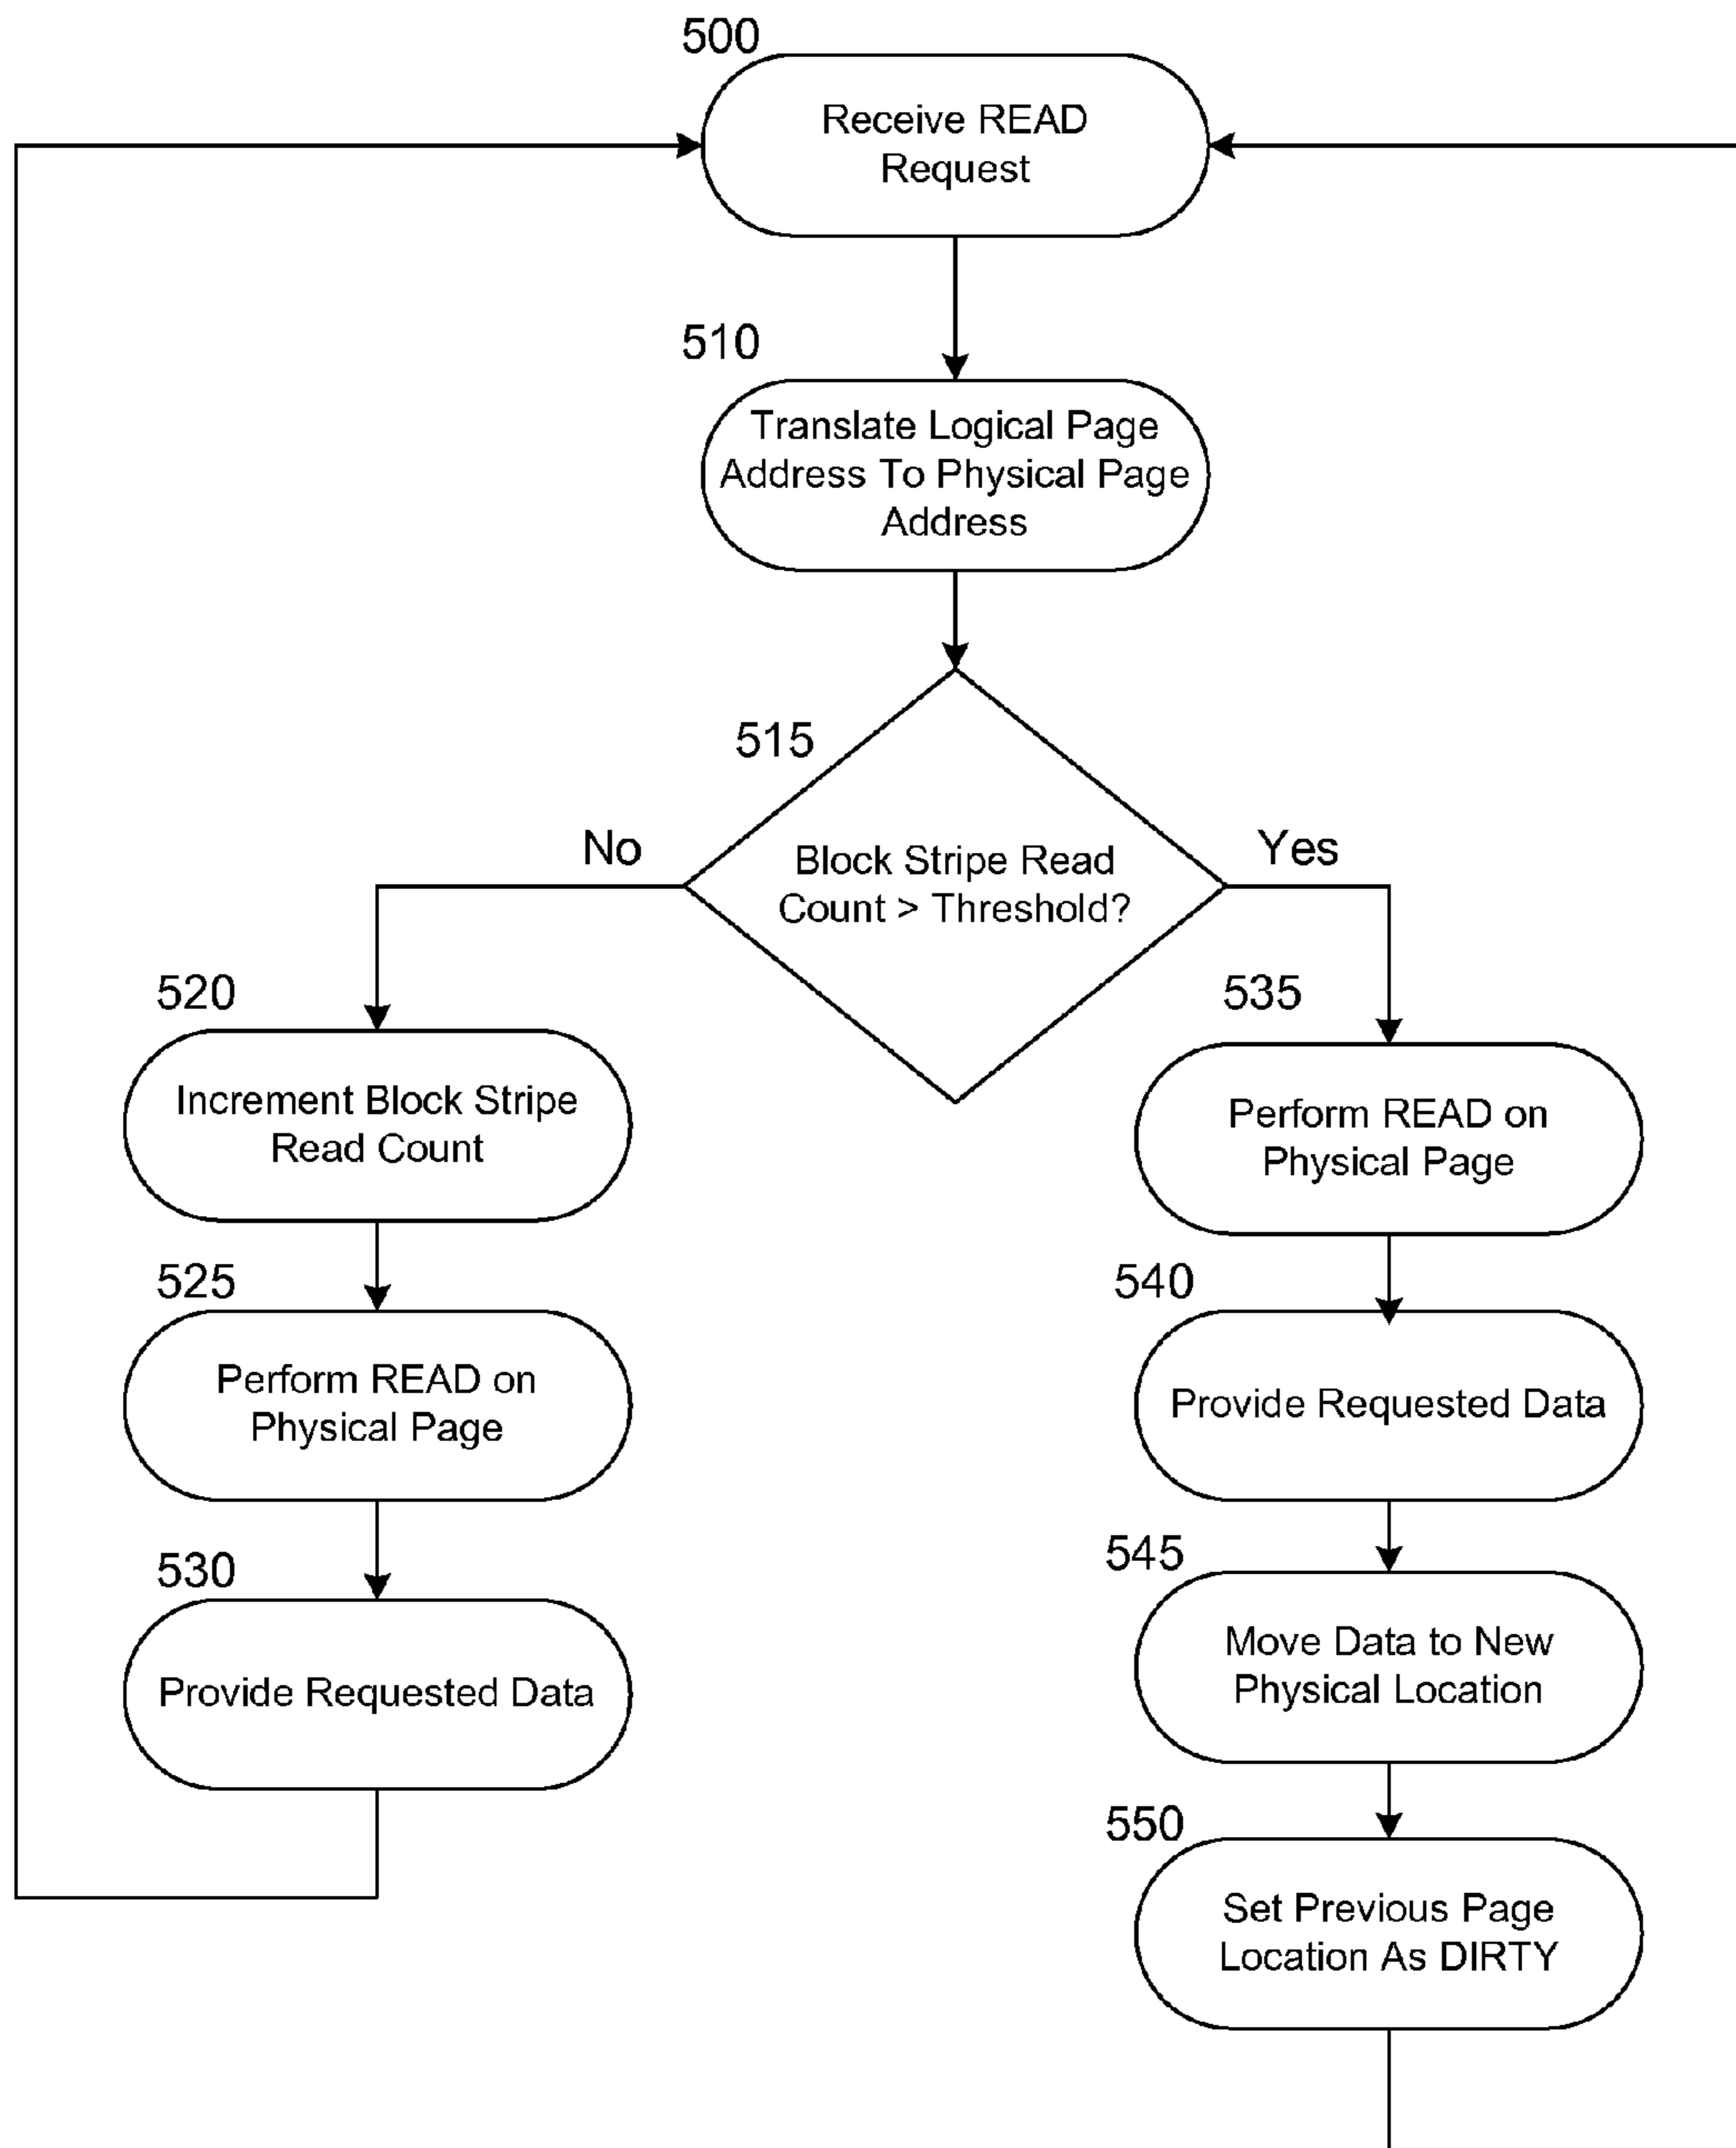 500
Receive READ
Request
510
Translate Logical Page
Address To Physical Page
Address
515
Block Stripe Read
Count > Threshold?
No
Yes
520
Increment Block Stripe
Read Count
525
Perform READ on
Physical Page
530
Provide Requested Data
535
Perform READ on
Physical Page
540
Provide Requested Data
545
Move Data to New
Physical Location
550
Set Previous Page
Location As DIRTY